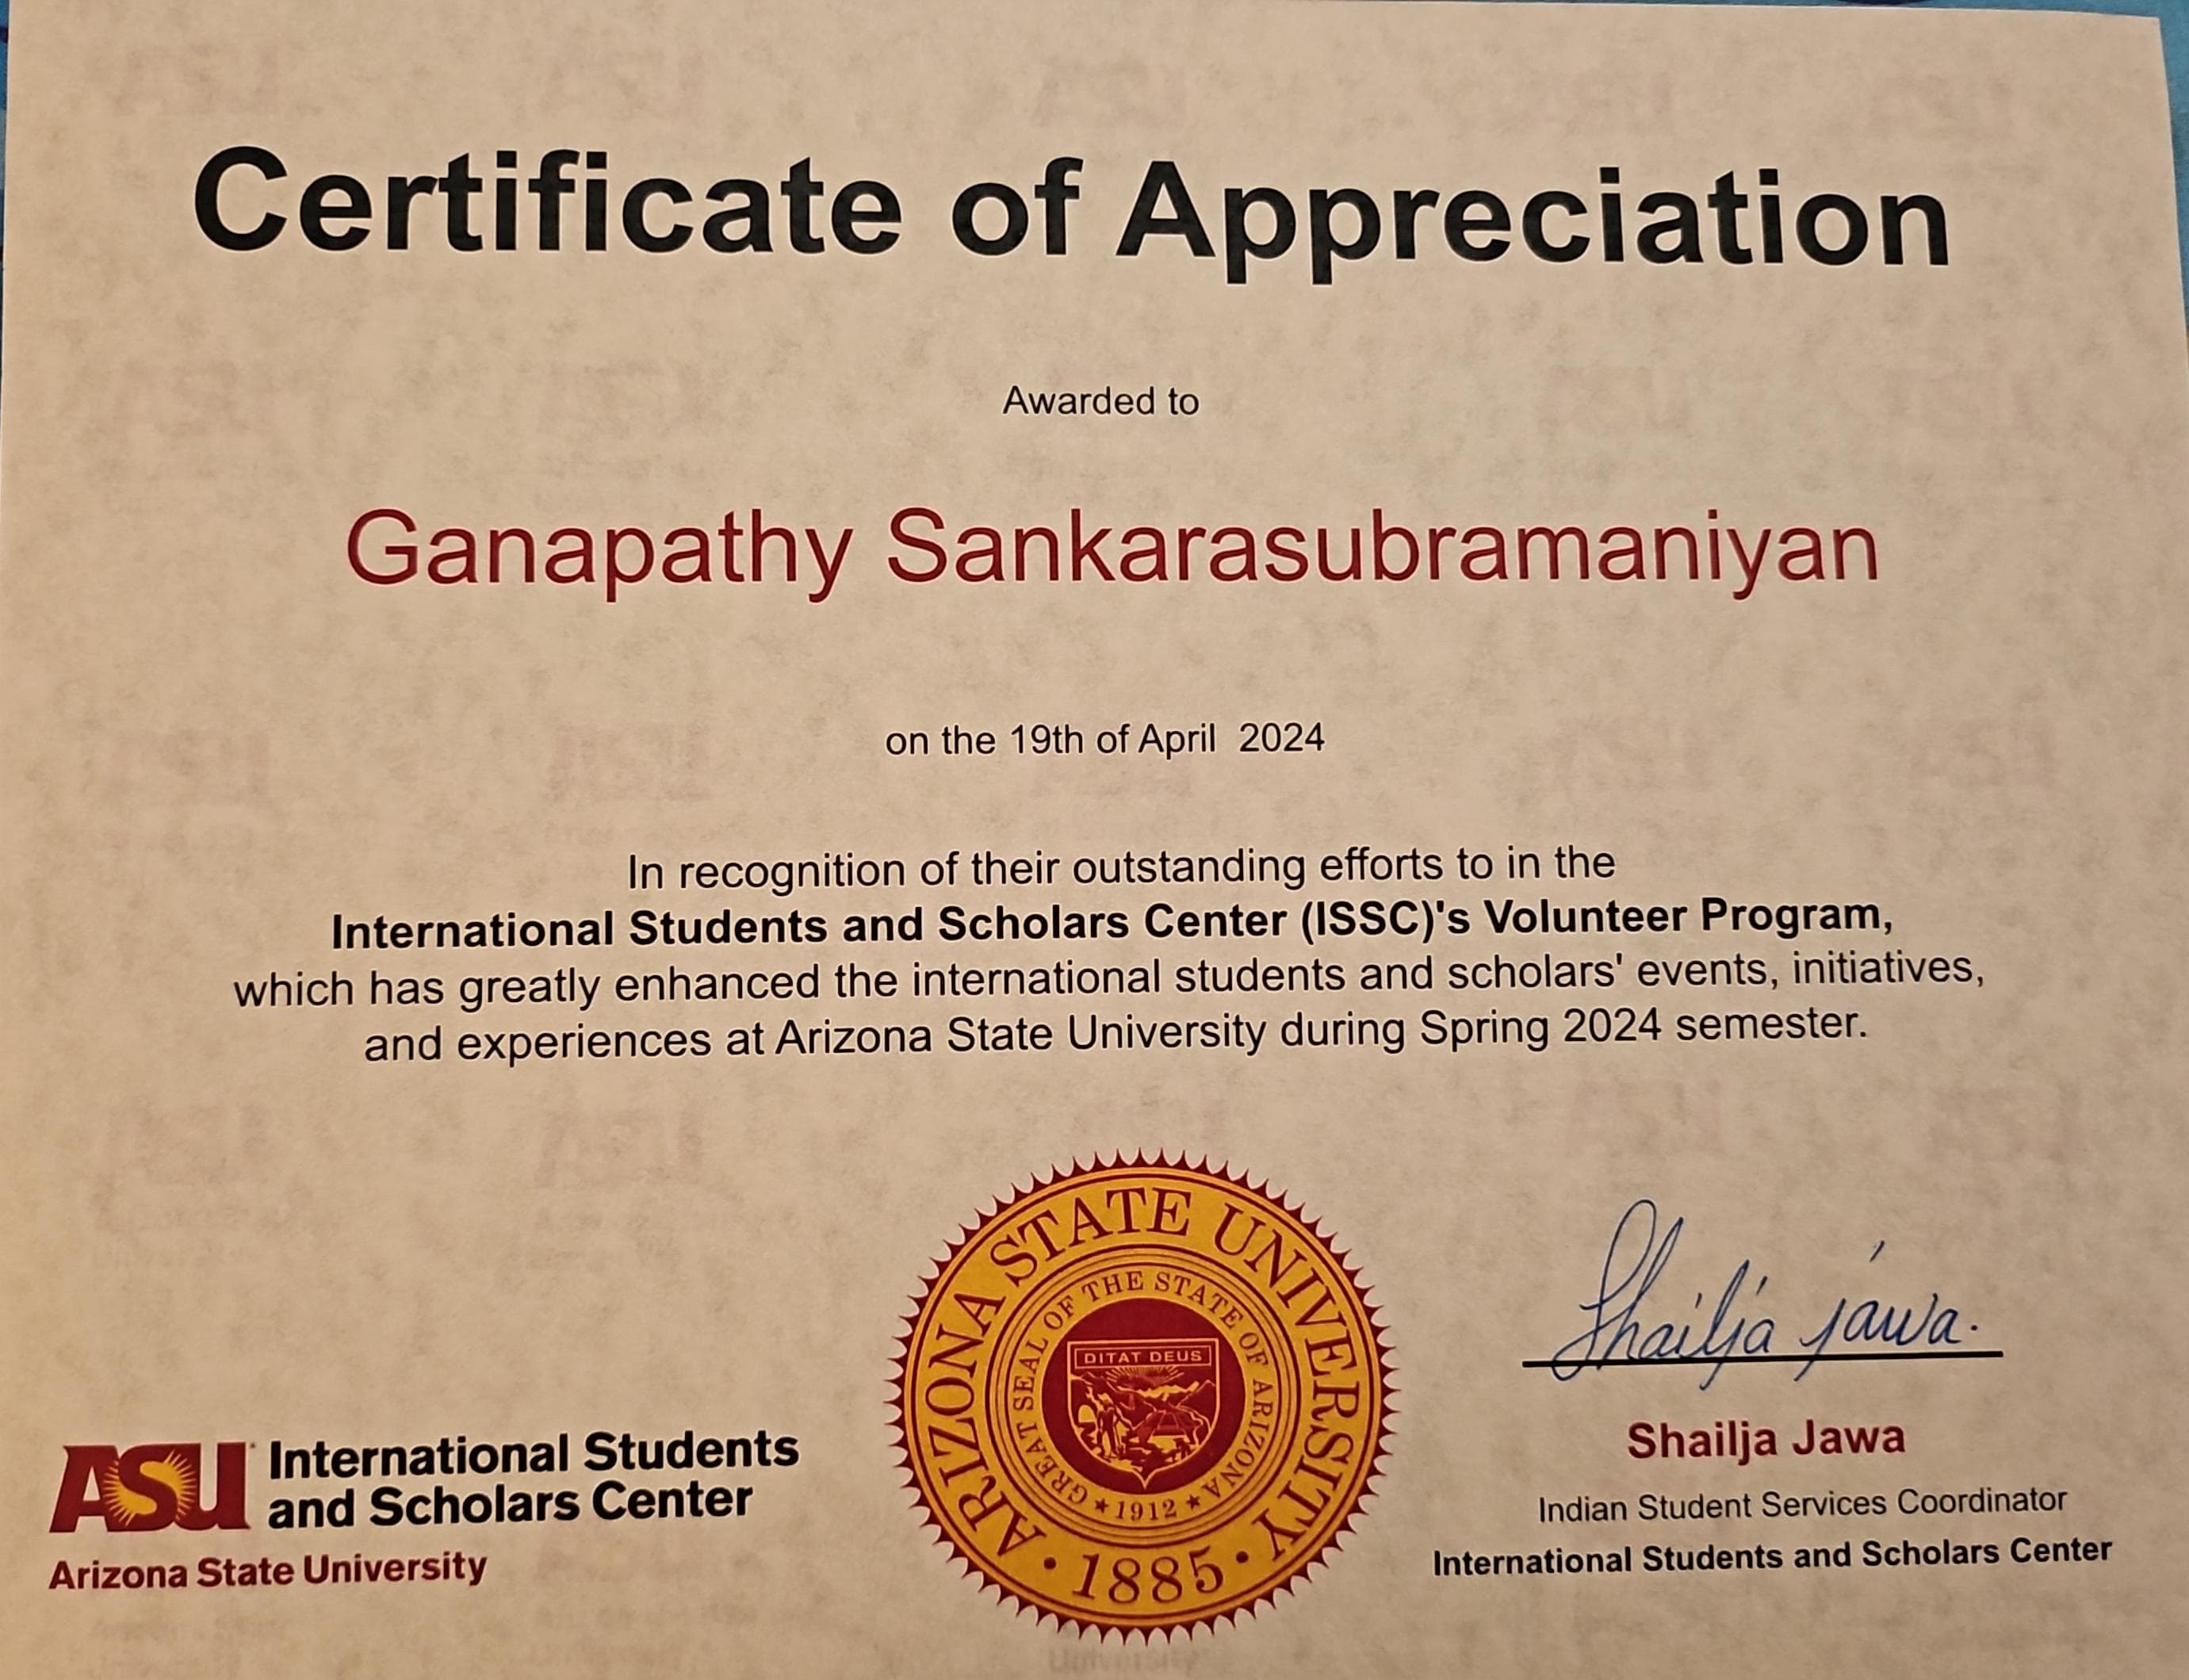 Certificate of Appreciation
Awarded to
Ganapathy Sankarasubramaniyan
on the 19th of April 2024
In recognition of their outstanding efforts to in the
International Students and Scholars Center (ISSC)'s Volunteer Program,
which has greatly enhanced the international students and scholars' events, initiatives,
and experiences at Arizona State University during Spring 2024 semester.
ASU International Students
and Scholars Center
Arizona State University
ARIZONA STATE UNIVERSITY
1885
GREAT SEAL OF THE STATE OF ARIZONA
1912
DITAT DEUS
Shailja jawa.
Shailja Jawa
Indian Student Services Coordinator
International Students and Scholars Center